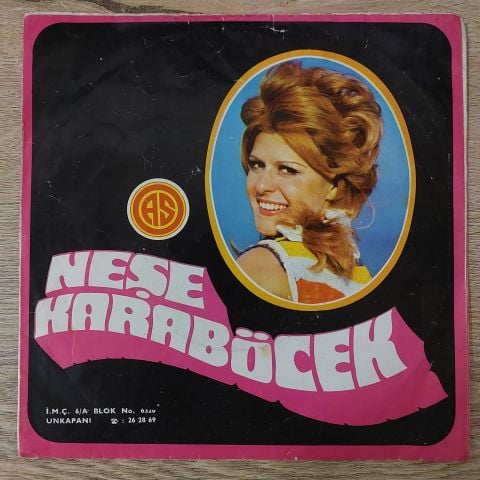 AS
NEŞE
KARABÖCEK
İ.M.Ç. 6/A BLOK No.
UNKAPANI ☎ : 26 28 69